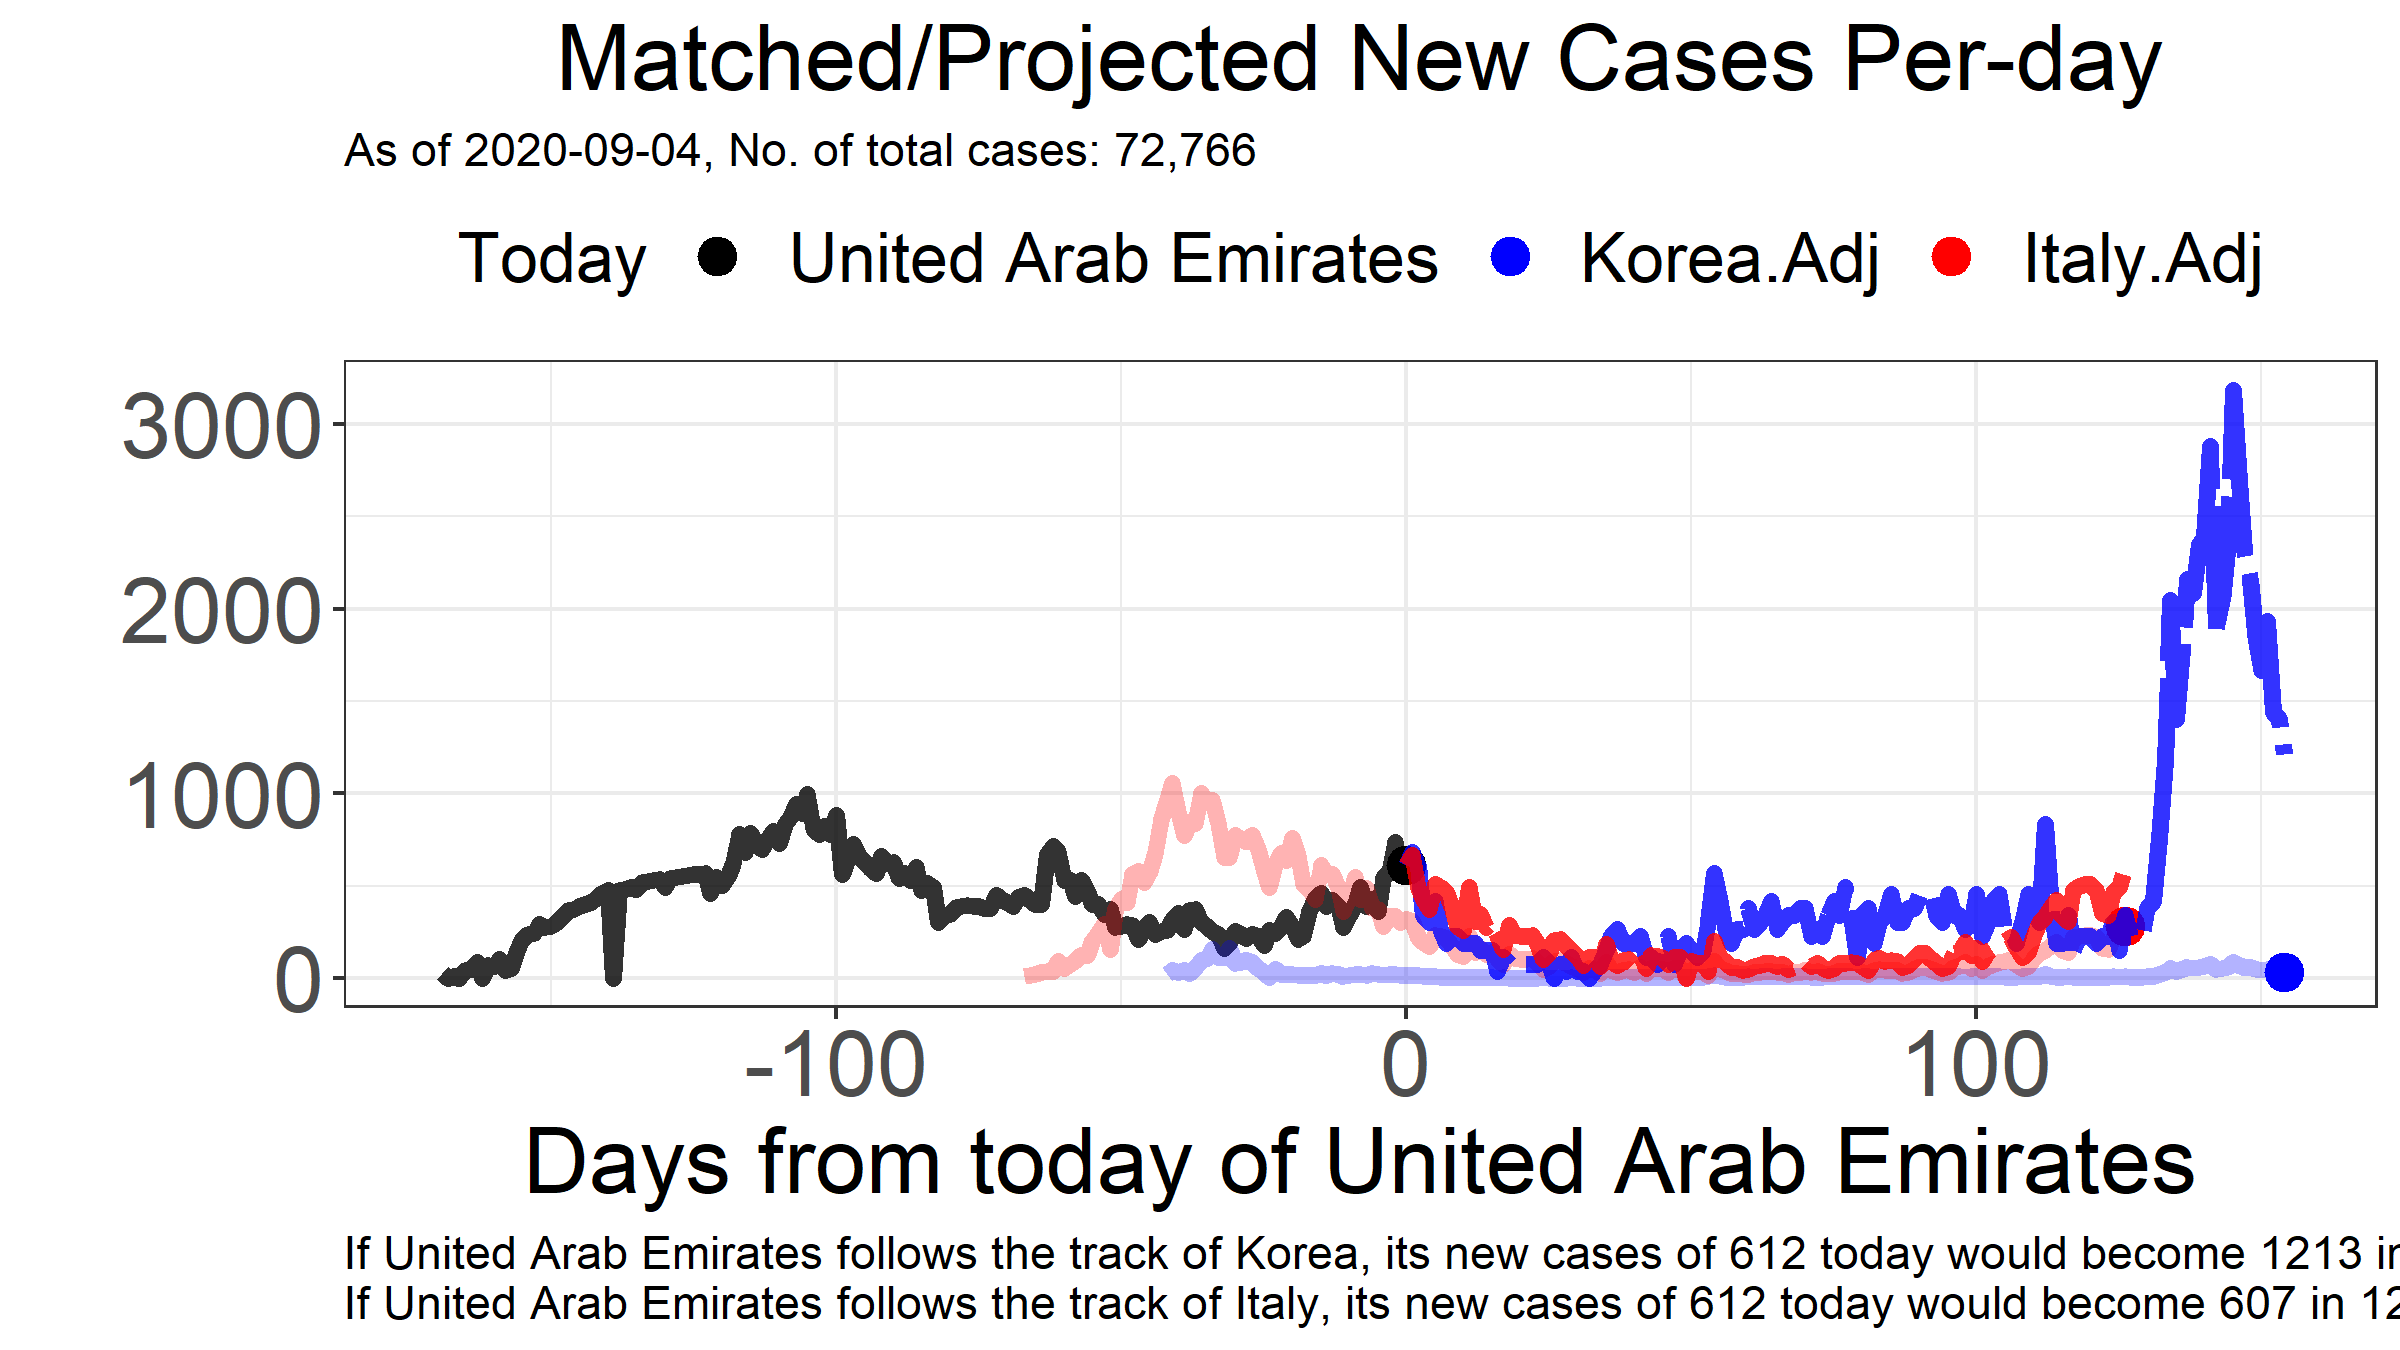 Matched/Projected New Cases Per-day
As of 2020-09-04, No. of total cases: 72,766
Today United Arab Emirates Korea.Adj Italy.Adj
3000
2000
1000
0
-100 0 100
Days from today of United Arab Emirates
If United Arab Emirates follows the track of Korea, its new cases of 612 today would become 1213 in
If United Arab Emirates follows the track of Italy, its new cases of 612 today would become 607 in 12